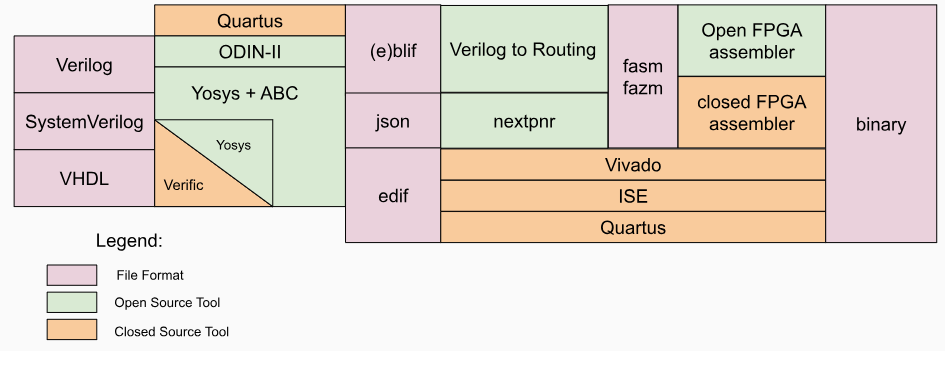 Quartus
ODIN-II
Verilog
Yosys + ABC
SystemVerilog
Yosys
VHDL
Verific
(e)blif
json
edif
Verilog to Routing
nextpnr
fasm
fazm
Open FPGA
assembler
closed FPGA
assembler
Vivado
ISE
Quartus
binary
Legend:
File Format
Open Source Tool
Closed Source Tool